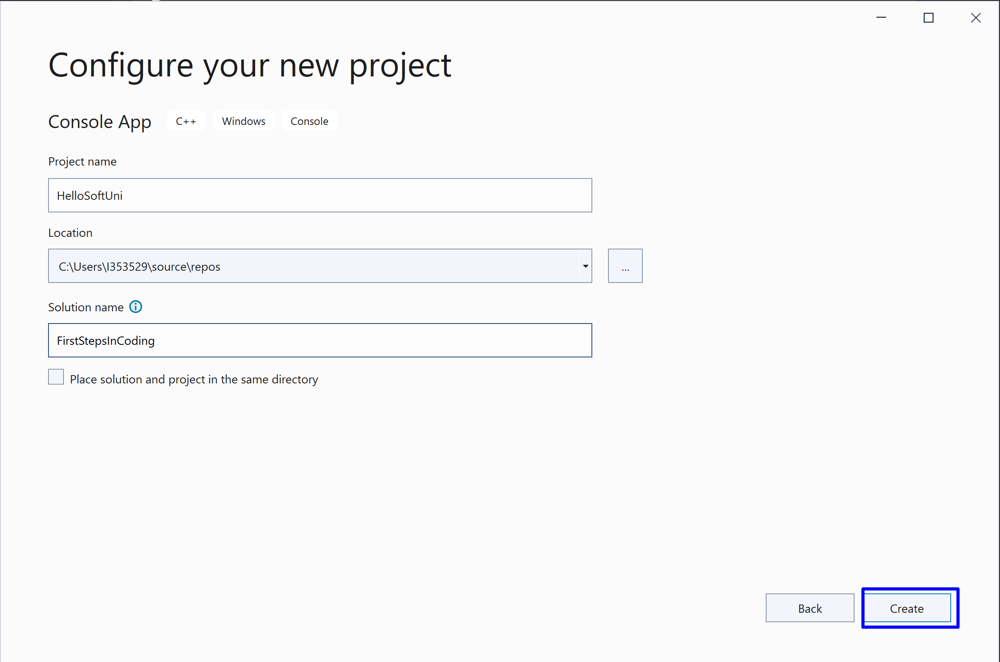 Configure your new project
Console App C++ Windows Console
Project name
HelloSoftUni
Location
C:\Users\I353529\source\repos
...
Solution name
FirstStepsInCoding
Place solution and project in the same directory
Back Create